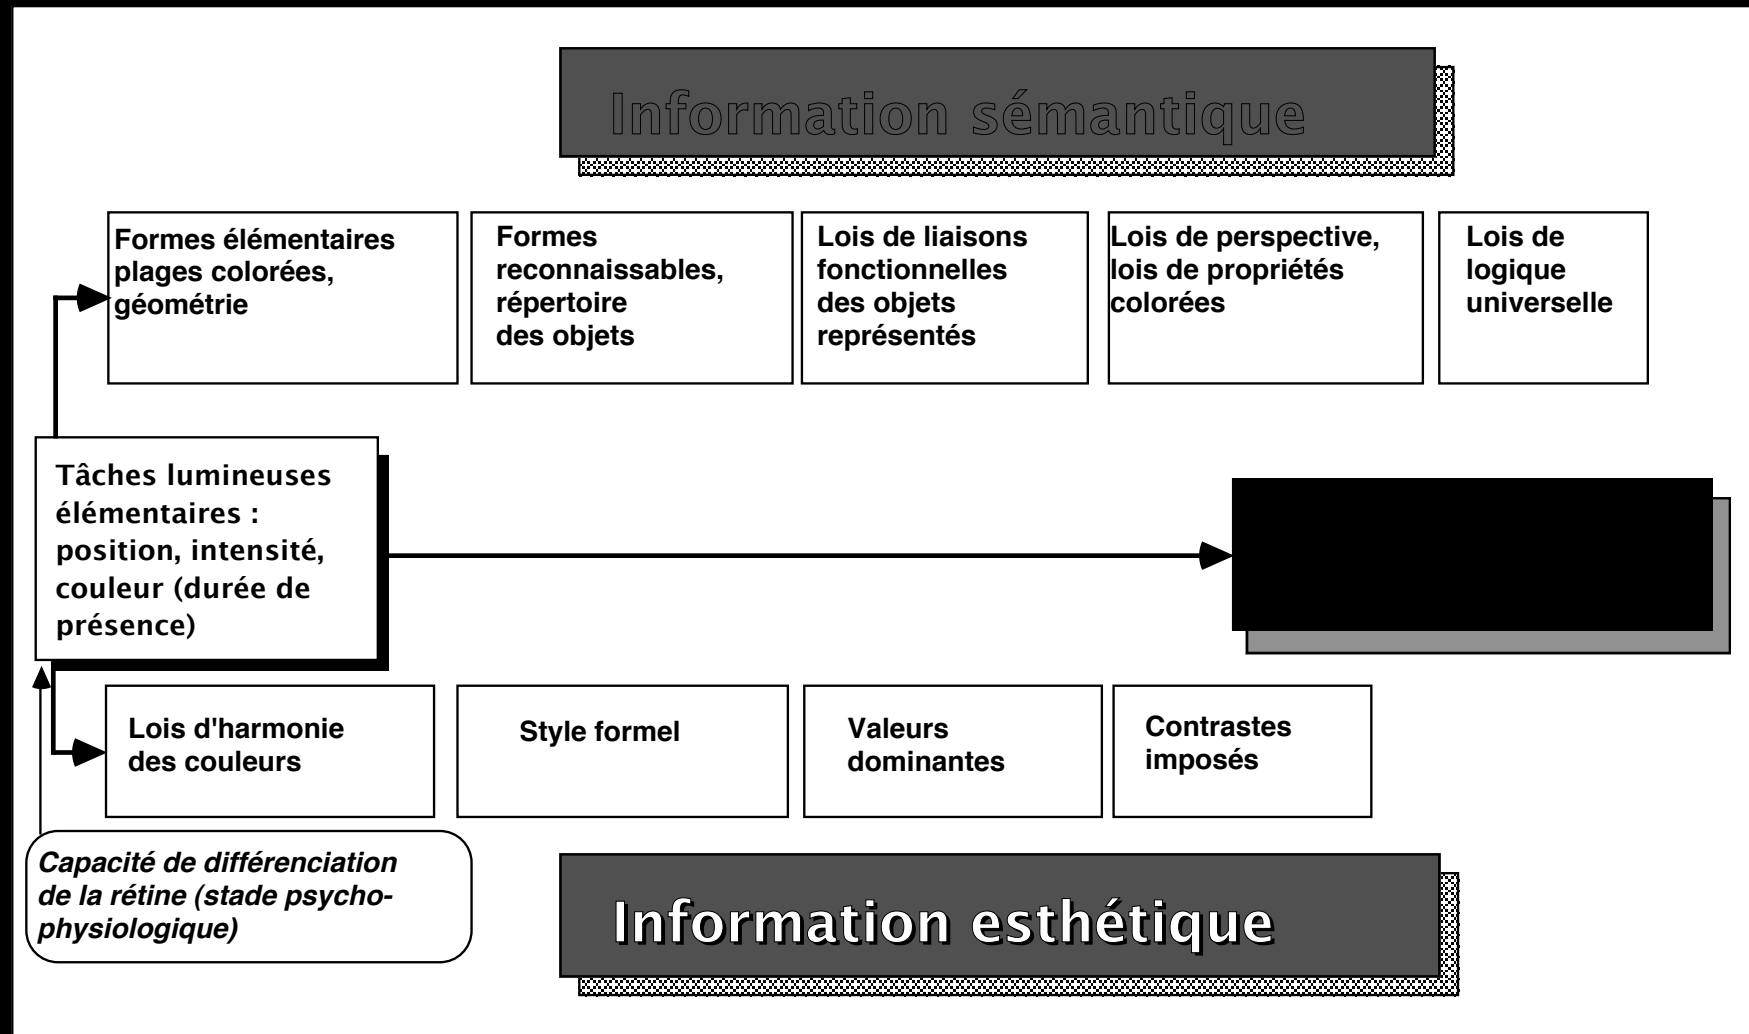 Information sémantique
Formes élémentaires
plages colorées,
géométrie
Formes
reconnaissables,
répertoire
des objets
Lois de liaisons
fonctionnelles
des objets
représentés
Lois de perspective,
lois de propriétés
colorées
Lois de
logique
universelle
Tâches lumineuses
élémentaires :
position, intensité,
couleur (durée de
présence)
Lois d'harmonie
des couleurs
Style formel
Valeurs
dominantes
Contrastes
imposés
Capacité de différenciation
de la rétine (stade psycho-
physiologique)
Information esthétique